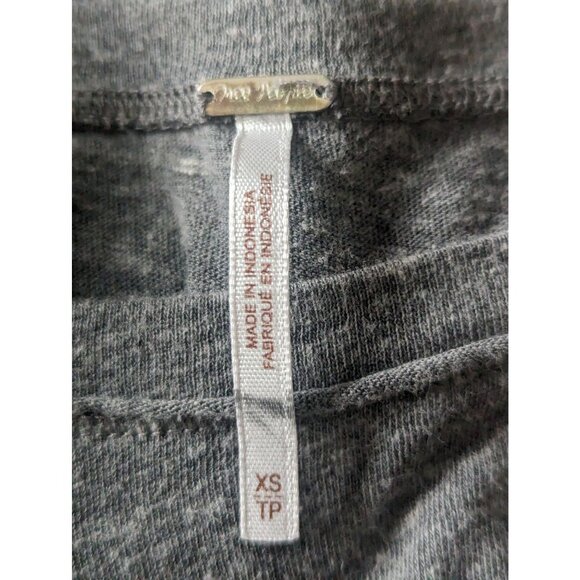 MADE IN INDONESIA
FABRIQUÉ EN INDONÉSIE
XS
TP